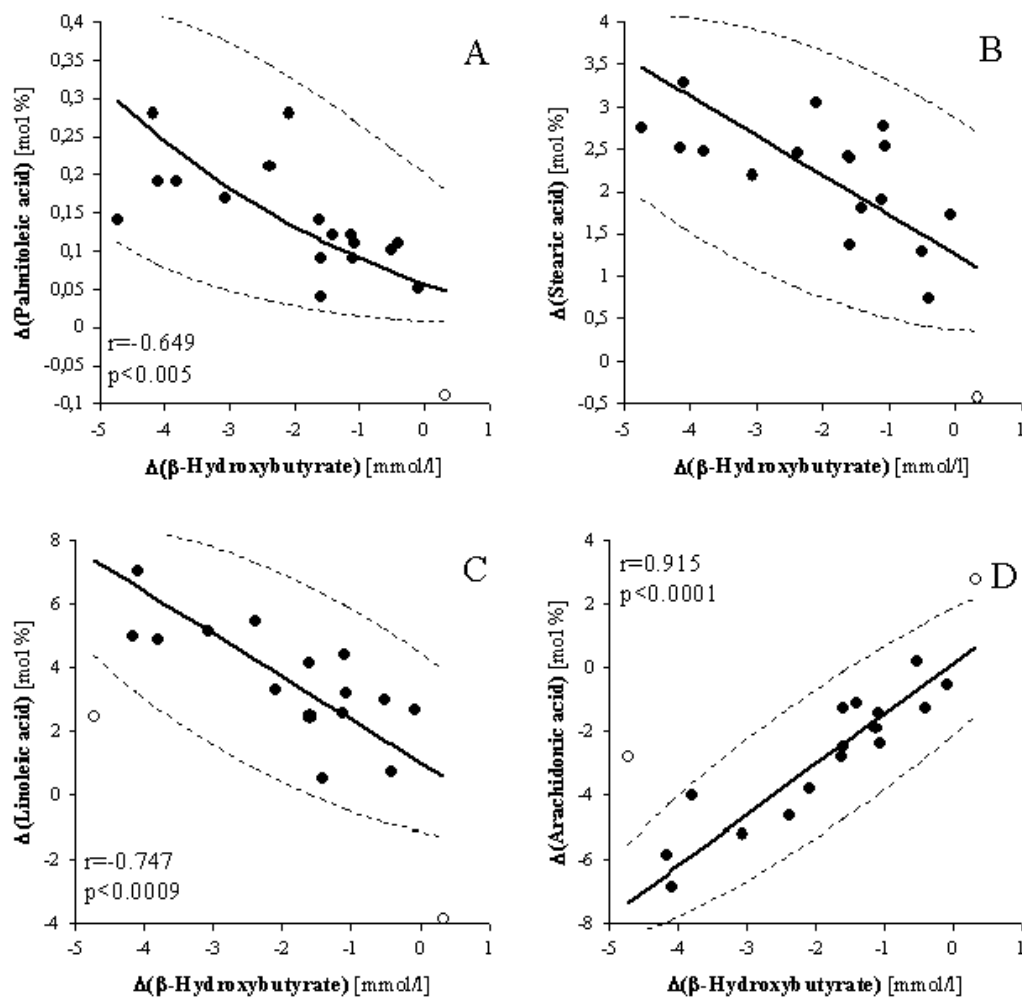 A
Δ(Palmitoleic acid) [mol%]
0,4
0,35
0,3
0,25
0,2
0,15
0,1
0,05
0
-0,05
-0,1
r=-0.649
p<0.005
-5 -4 -3 -2 -1 0 1
Δ(β-Hydroxybutyrate) [mmol/l]
B
Δ(Stearic acid) [mol%]
4
3,5
3
2,5
2
1,5
1
0,5
0
-0,5
-5 -4 -3 -2 -1 0 1
Δ(β-Hydroxybutyrate) [mmol/l]
C
Δ(Linoleic acid) [mol%]
8
6
4
2
0
-2
-4
r=-0.747
p<0.0009
-5 -4 -3 -2 -1 0 1
Δ(β-Hydroxybutyrate) [mmol/l]
D
Δ(Arachidonic acid) [mol%]
4
2
0
-2
-4
-6
-8
r=0.915
p<0.0001
-5 -4 -3 -2 -1 0 1
Δ(β-Hydroxybutyrate) [mmol/l]